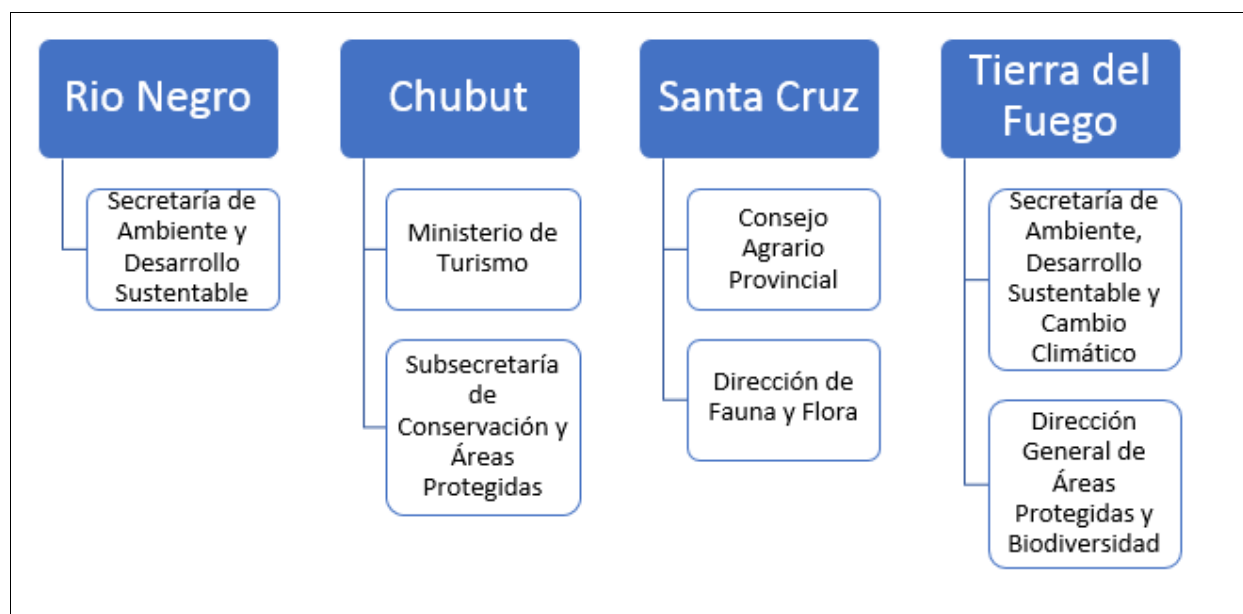 Rio Negro
Secretaría de
Ambiente y
Desarrollo
Sustentable
Chubut
Ministerio de
Turismo
Subsecretaría
de
Conservación y
Áreas
Protegidas
Santa Cruz
Consejo
Agrario
Provincial
Dirección de
Fauna y Flora
Tierra del
Fuego
Secretaría de
Ambiente,
Desarrollo
Sustentable y
Cambio
Climático
Dirección
General de
Áreas
Protegidas y
Biodiversidad